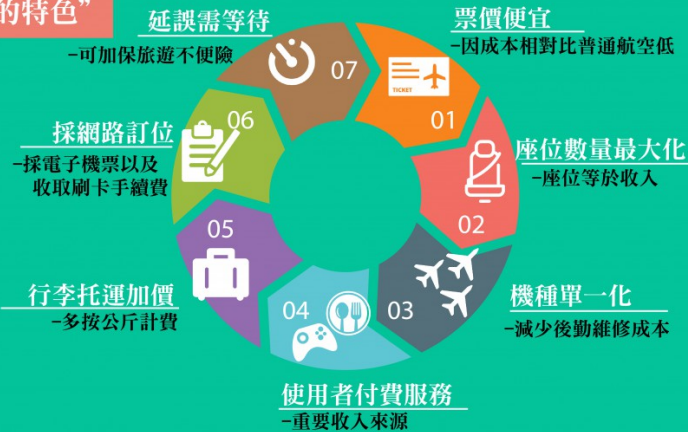 的特色”
票價便宜
-因成本相對比普通航空低
TICKET
01
座位數量最大化
-座位等於收入
02
機種單一化
-減少後勤維修成本
03
使用者付費服務
-重要收入來源
04
行李托運加價
-多按公斤計費
05
採網路訂位
-採電子機票以及
收取刷卡手續費
06
延誤需等待
-可加保旅遊不便險
07